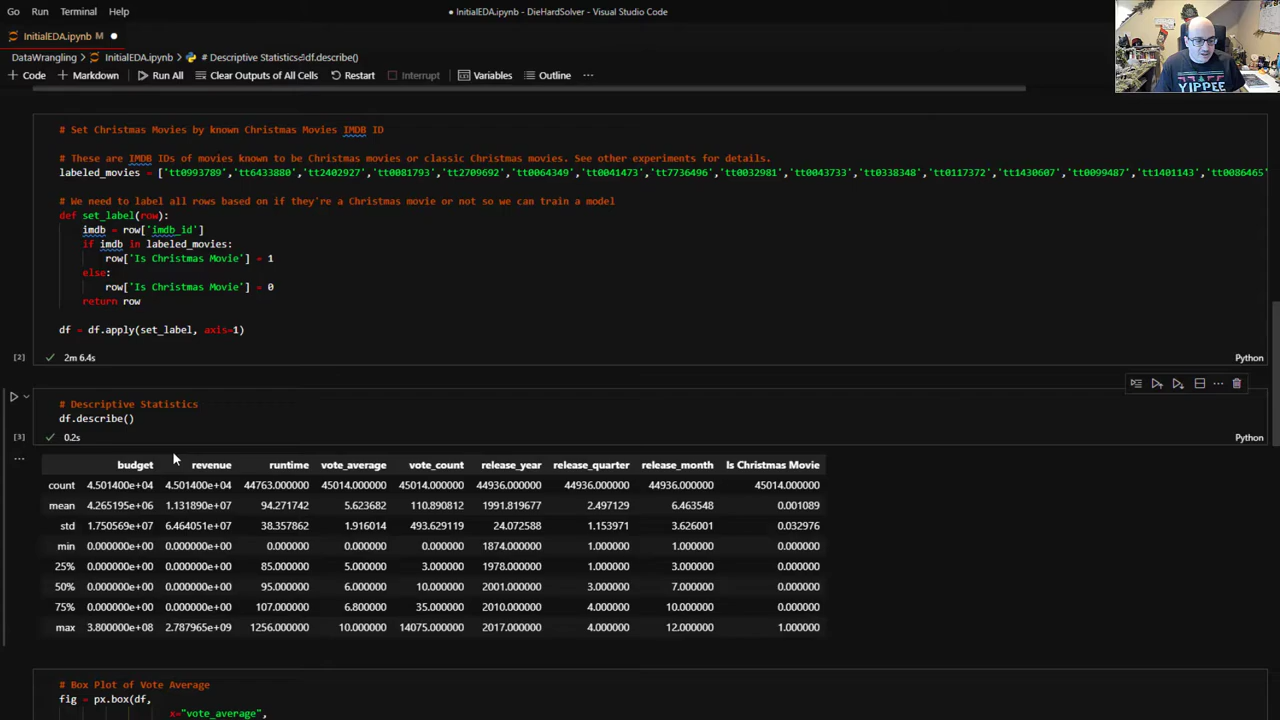 Go Run Terminal Help
● InitialEDA.ipynb - DieHardSolver - Visual Studio Code
InitialEDA.ipynb M ●
DataWrangling > InitialEDA.ipynb > # Descriptive Statistics⏎df.describe()
+ Code + Markdown Run All Clear Outputs of All Cells Restart Interrupt Variables Outline ...
YIPPEE
# Set Christmas Movies by known Christmas Movies IMDB ID
# These are IMDB IDs of movies known to be Christmas movies or classic Christmas movies. See other experiments for details.
labeled_movies = ['tt0993789','tt6433880','tt2402927','tt0081793','tt2709692','tt0064349','tt0041473','tt7736496','tt0032981','tt0043733','tt0338348','tt0117372','tt1430607','tt0099487','tt1401143','tt0086465'
# We need to label all rows based on if they're a Christmas movie or not so we can train a model
def set_label(row):
imdb = row['imdb_id']
if imdb in labeled_movies:
row['Is Christmas Movie'] = 1
else:
row['Is Christmas Movie'] = 0
return row
df = df.apply(set_label, axis=1)
[2] ✓ 2m 6.4s Python
# Descriptive Statistics
df.describe()
[3] ✓ 0.2s Python
... budget revenue runtime vote_average vote_count release_year release_quarter release_month Is Christmas Movie
count 4.501400e+04 4.501400e+04 44763.000000 45014.000000 45014.000000 44936.000000 44936.000000 44936.000000 45014.000000
mean 4.265195e+06 1.131890e+07 94.271742 5.623682 110.890812 1991.819677 2.497129 6.463548 0.001089
std 1.750569e+07 6.464051e+07 38.357862 1.916014 493.629119 24.072588 1.153971 3.626001 0.032976
min 0.000000e+00 0.000000e+00 0.000000 0.000000 0.000000 1874.000000 1.000000 1.000000 0.000000
25% 0.000000e+00 0.000000e+00 85.000000 5.000000 3.000000 1978.000000 1.000000 3.000000 0.000000
50% 0.000000e+00 0.000000e+00 95.000000 6.000000 10.000000 2001.000000 3.000000 7.000000 0.000000
75% 0.000000e+00 0.000000e+00 107.000000 6.800000 35.000000 2010.000000 4.000000 10.000000 0.000000
max 3.800000e+08 2.787965e+09 1256.000000 10.000000 14075.000000 2017.000000 4.000000 12.000000 1.000000
# Box Plot of Vote Average
fig = px.box(df,
x="vote_average",